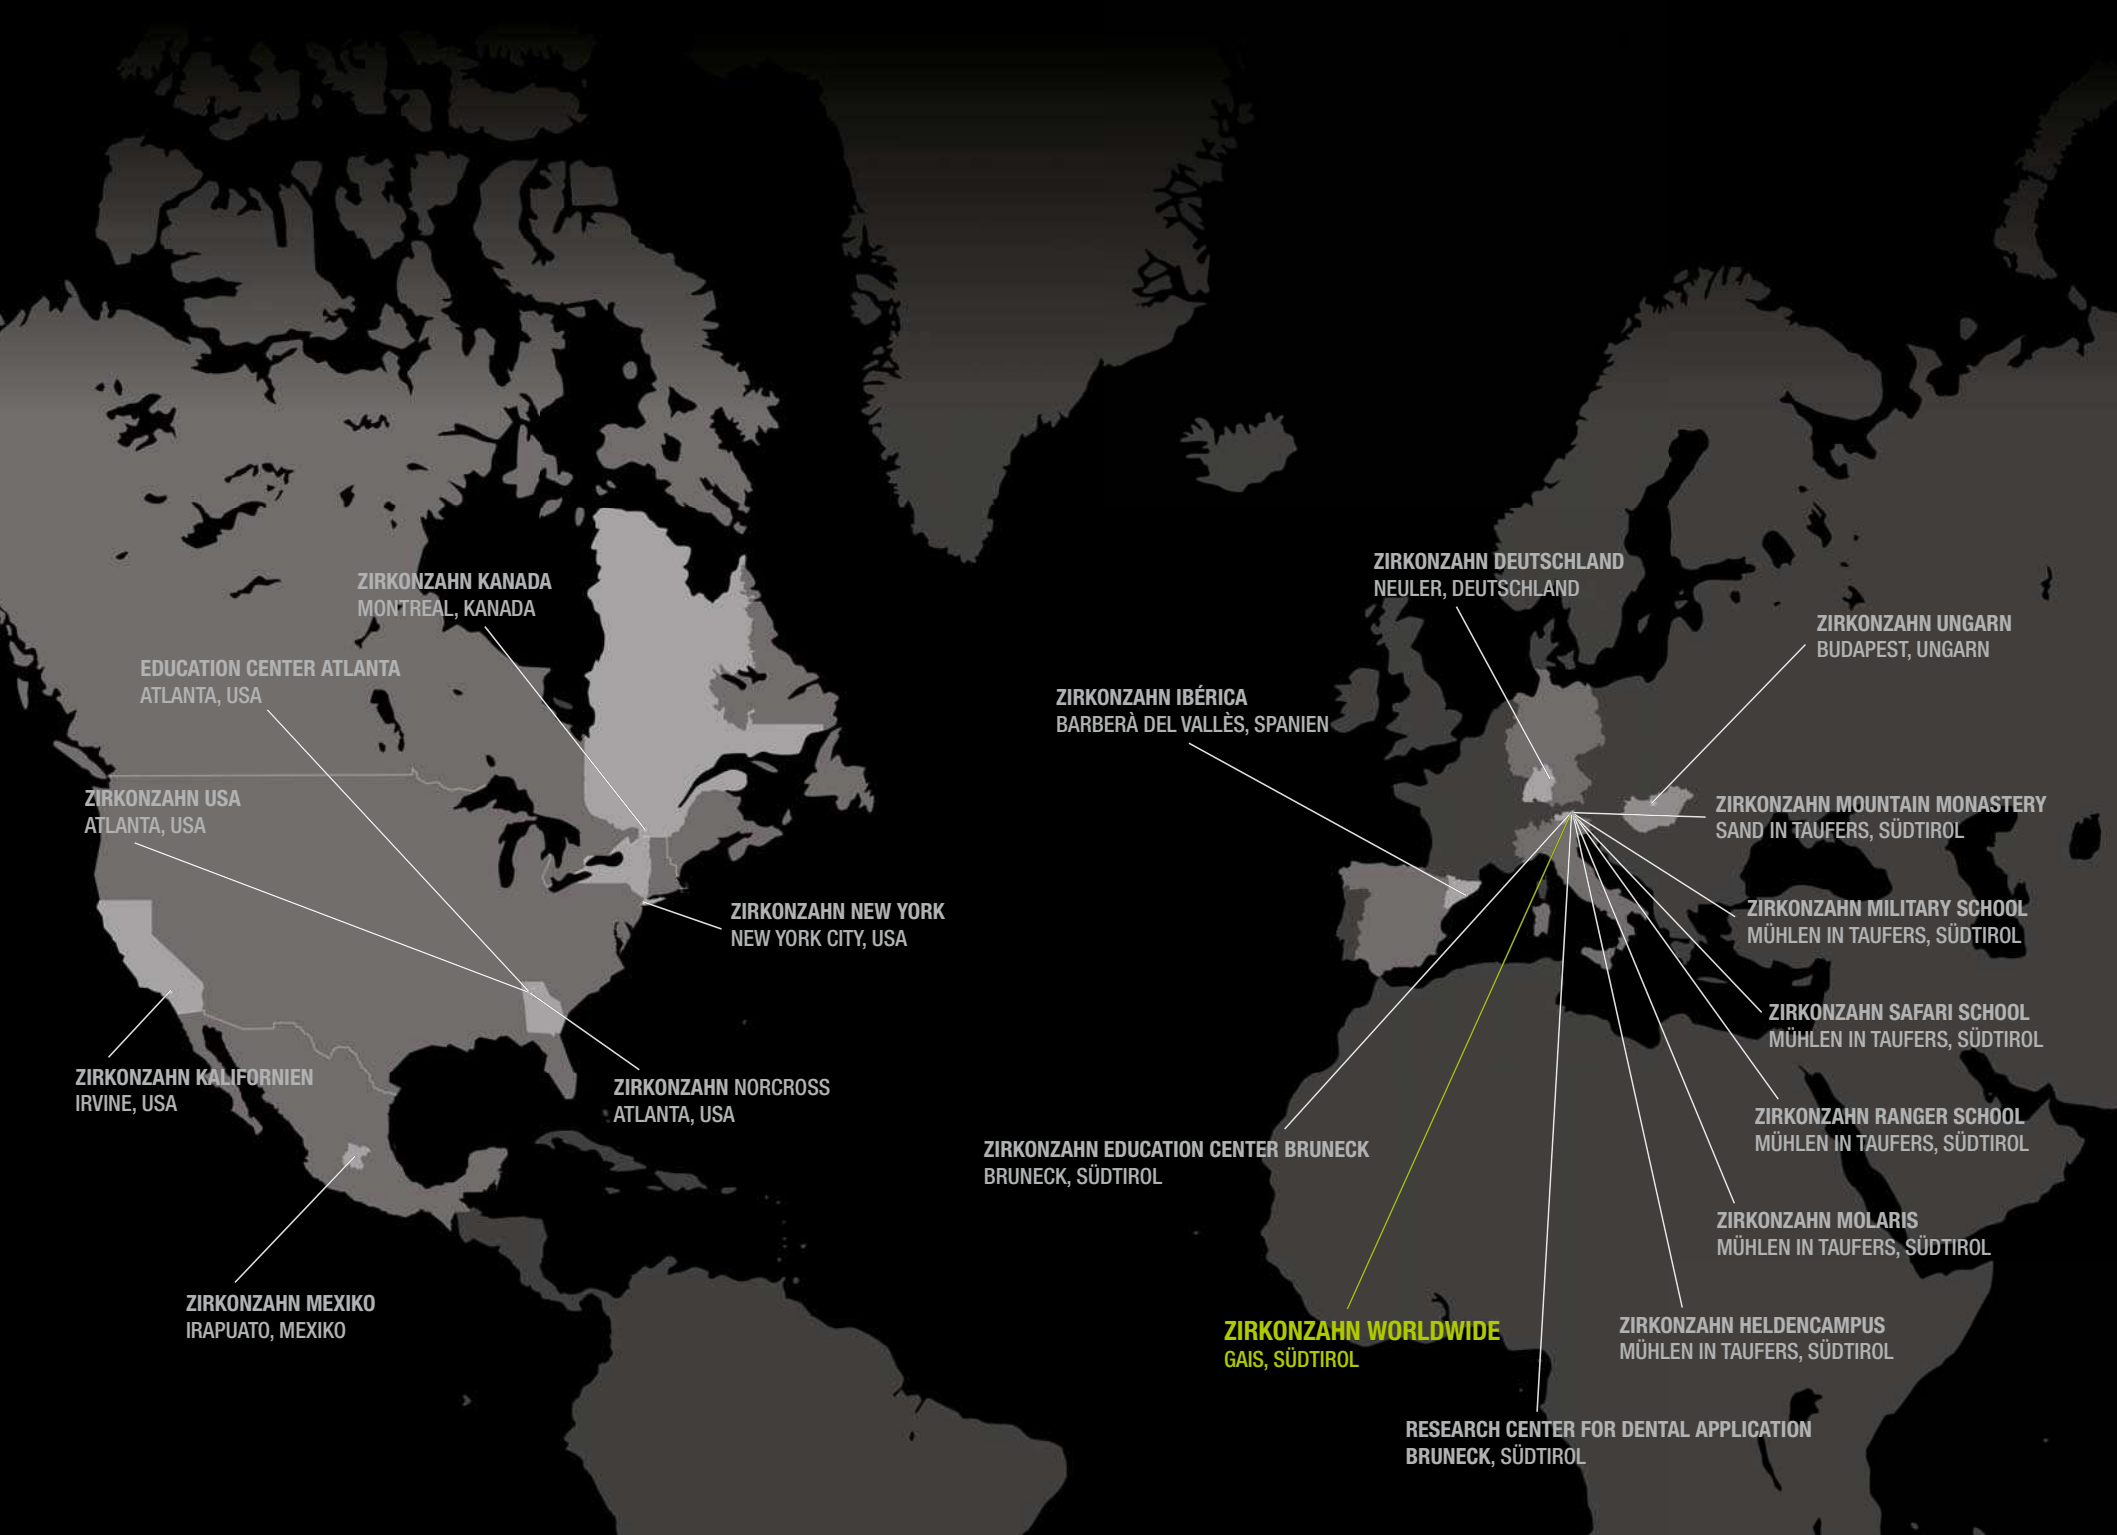 ZIRKONZAHN KANADA
MONTREAL, KANADA
EDUCATION CENTER ATLANTA
ATLANTA, USA
ZIRKONZAHN USA
ATLANTA, USA
ZIRKONZAHN NEW YORK
NEW YORK CITY, USA
ZIRKONZAHN KALIFORNIEN
IRVINE, USA
ZIRKONZAHN NORCROSS
ATLANTA, USA
ZIRKONZAHN MEXIKO
IRAPUATO, MEXIKO
ZIRKONZAHN DEUTSCHLAND
NEULER, DEUTSCHLAND
ZIRKONZAHN UNGARN
BUDAPEST, UNGARN
ZIRKONZAHN IBÉRICA
BARBERÀ DEL VALLÈS, SPANIEN
ZIRKONZAHN MOUNTAIN MONASTERY
SAND IN TAUFERS, SÜDTIROL
ZIRKONZAHN MILITARY SCHOOL
MÜHLEN IN TAUFERS, SÜDTIROL
ZIRKONZAHN SAFARI SCHOOL
MÜHLEN IN TAUFERS, SÜDTIROL
ZIRKONZAHN RANGER SCHOOL
MÜHLEN IN TAUFERS, SÜDTIROL
ZIRKONZAHN EDUCATION CENTER BRUNECK
BRUNECK, SÜDTIROL
ZIRKONZAHN MOLARIS
MÜHLEN IN TAUFERS, SÜDTIROL
ZIRKONZAHN WORLDWIDE
GAIS, SÜDTIROL
ZIRKONZAHN HELDENCAMPUS
MÜHLEN IN TAUFERS, SÜDTIROL
RESEARCH CENTER FOR DENTAL APPLICATION
BRUNECK, SÜDTIROL